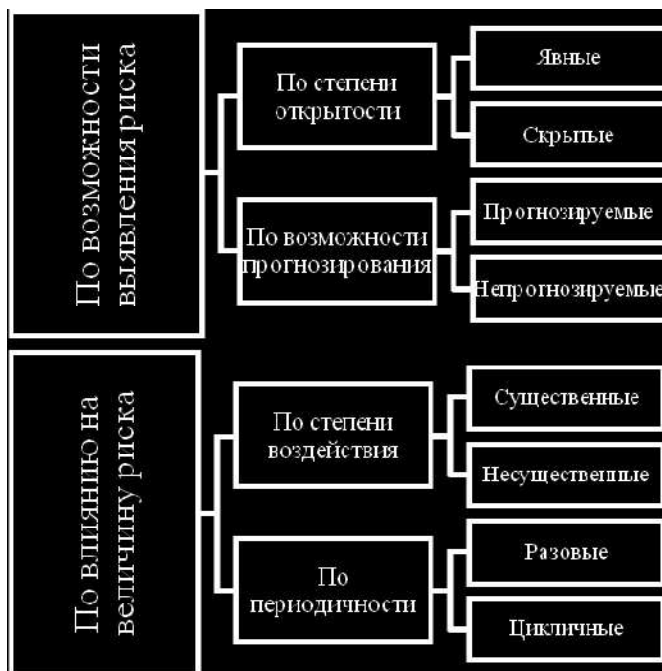 По возможности
выявления риска
По степени
открытости
Явные
Скрытые
По возможности
прогнозирования
Прогнозируемые
Непрогнозируемые
По влиянию на
величину риска
По степени
воздействия
Существенные
Несущественные
По
периодичности
Разовые
Цикличные